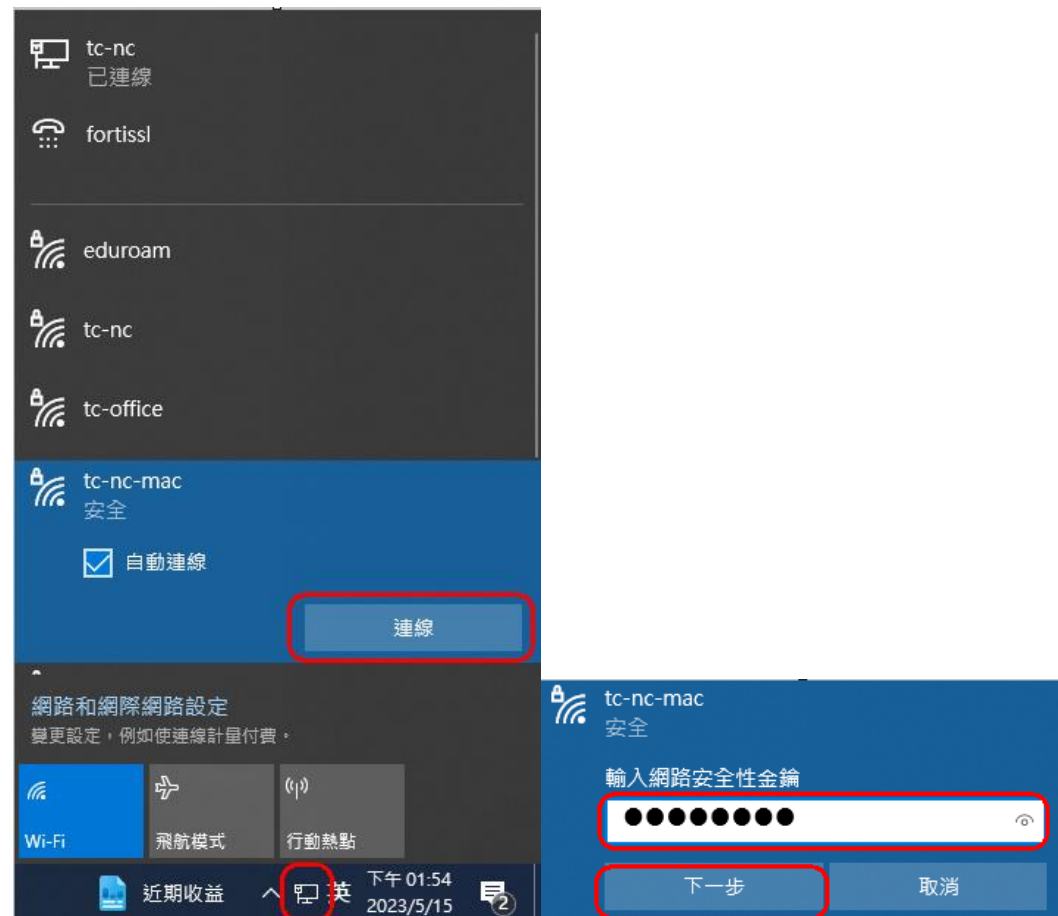 tc-nc
已連線
fortissl
eduroam
tc-nc
tc-office
tc-nc-mac
安全
自動連線
連線
網路和網際網路設定
變更設定，例如使連線計量付費。
Wi-Fi
飛航模式
行動熱點
近期收益
英
下午 01:54
2023/5/15
2
tc-nc-mac
安全
輸入網路安全性金鑰
●●●●●●●●
下一步
取消